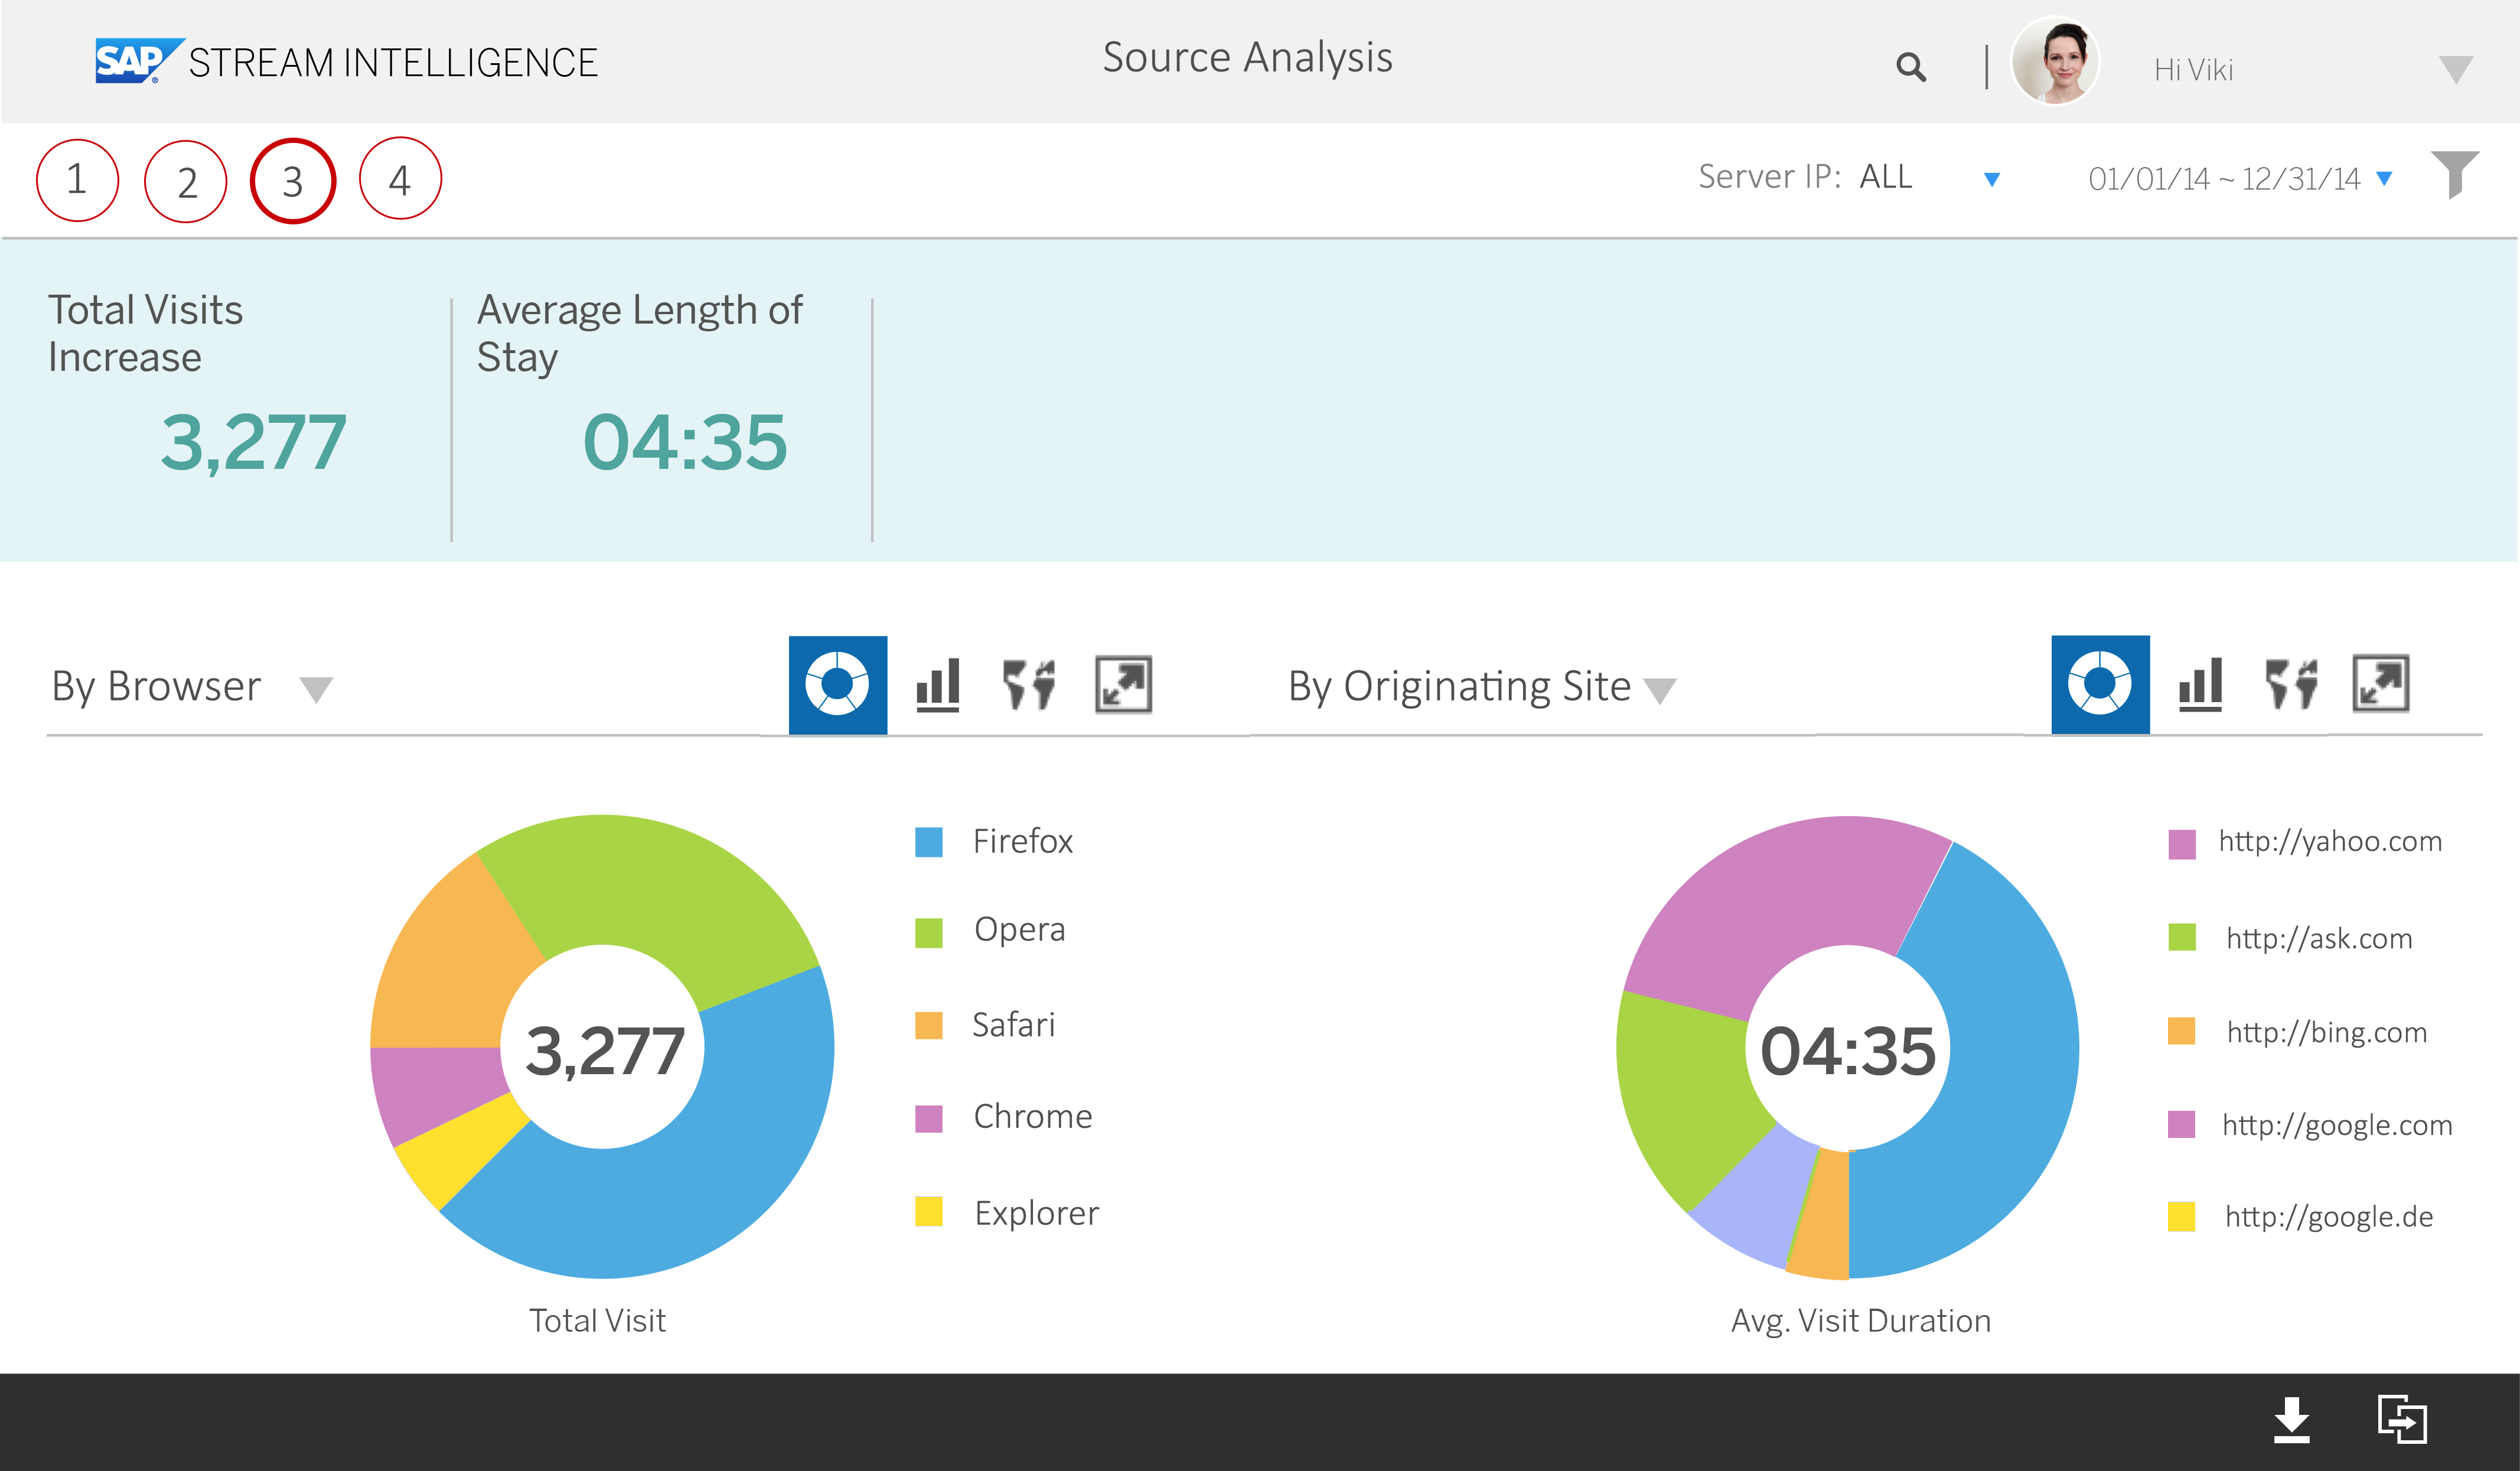 SAP STREAM INTELLIGENCE
Source Analysis
Hi Viki
1 2 3 4
Server IP: ALL
01/01/14 ~ 12/31/14
Total Visits
Increase
3,277
Average Length of
Stay
04:35
By Browser
By Originating Site
3,277
Total Visit
Firefox
Opera
Safari
Chrome
Explorer
04:35
Avg. Visit Duration
http://yahoo.com
http://ask.com
http://bing.com
http://google.com
http://google.de